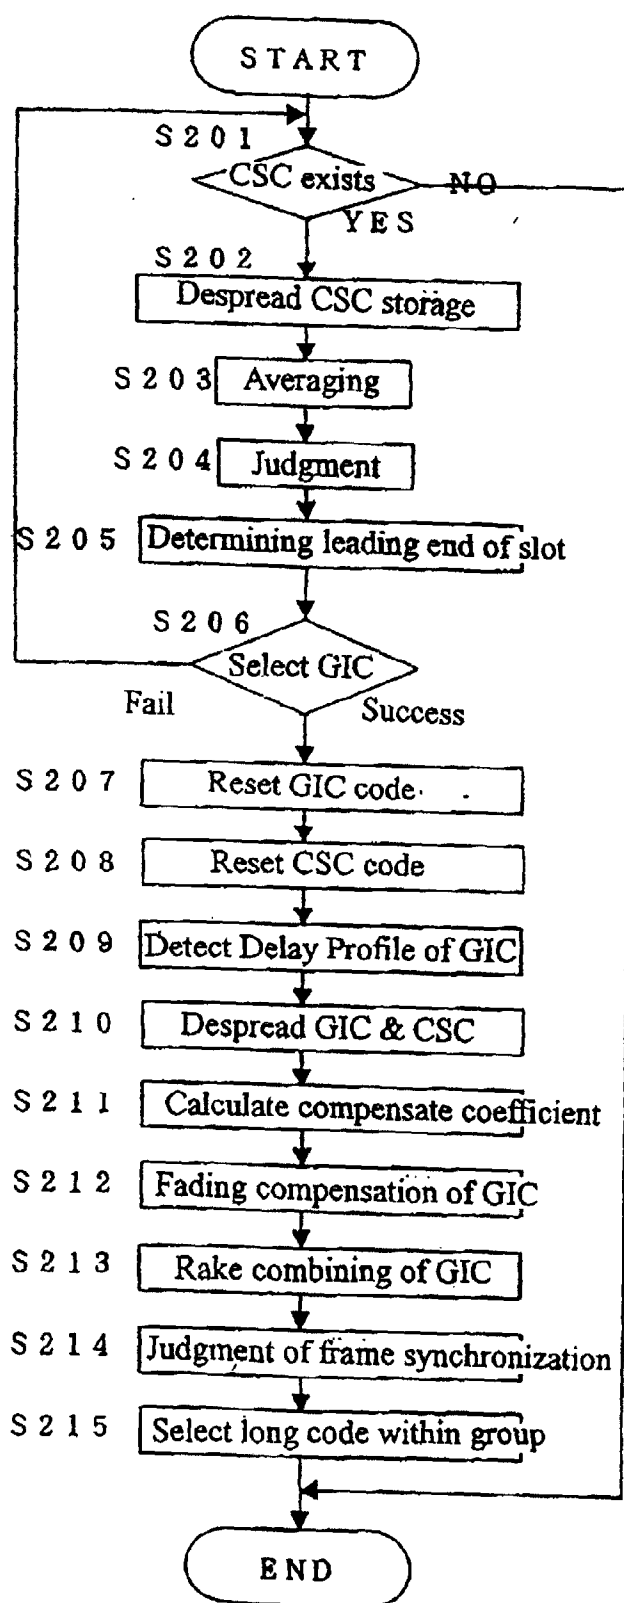 START
S201
CSC exists
NO
YES
S202
Despread CSC storage
S203
Averaging
S204
Judgment
S205
Determining leading end of slot
S206
Select GIC
Fail
Success
S207
Reset GIC code
S208
Reset CSC code
S209
Detect Delay Profile of GIC
S210
Despread GIC & CSC
S211
Calculate compensate coefficient
S212
Fading compensation of GIC
S213
Rake combining of GIC
S214
Judgment of frame synchronization
S215
Select long code within group
END